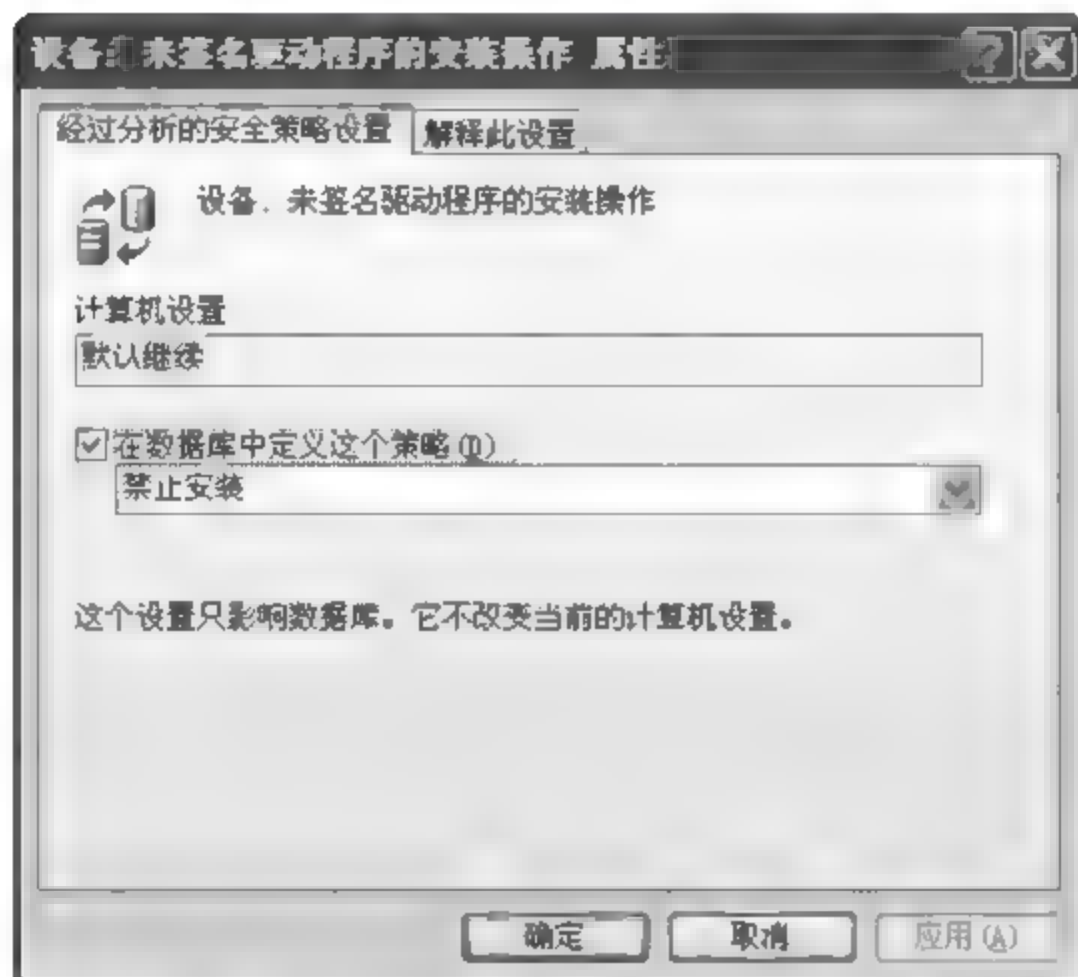 设备: 未签名驱动程序的安装操作 属性
经过分析的安全策略设置
解释此设置
设备: 未签名驱动程序的安装操作
计算机设置
默认继续
在数据库中定义这个策略(D)
禁止安装
这个设置只影响数据库。它不改变当前的计算机设置。
确定
取消
应用(A)